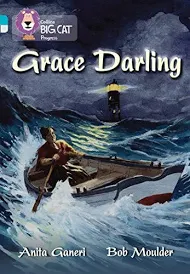 Collins
BIG CAT
Progress
Grace Darling
Anita Ganeri Bob Moulder